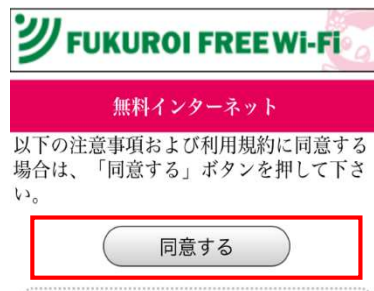 FUKUROI FREE Wi-Fi
無料インターネット
以下の注意事項および利用規約に同意する
場合は、「同意する」ボタンを押して下さ
い。
同意する